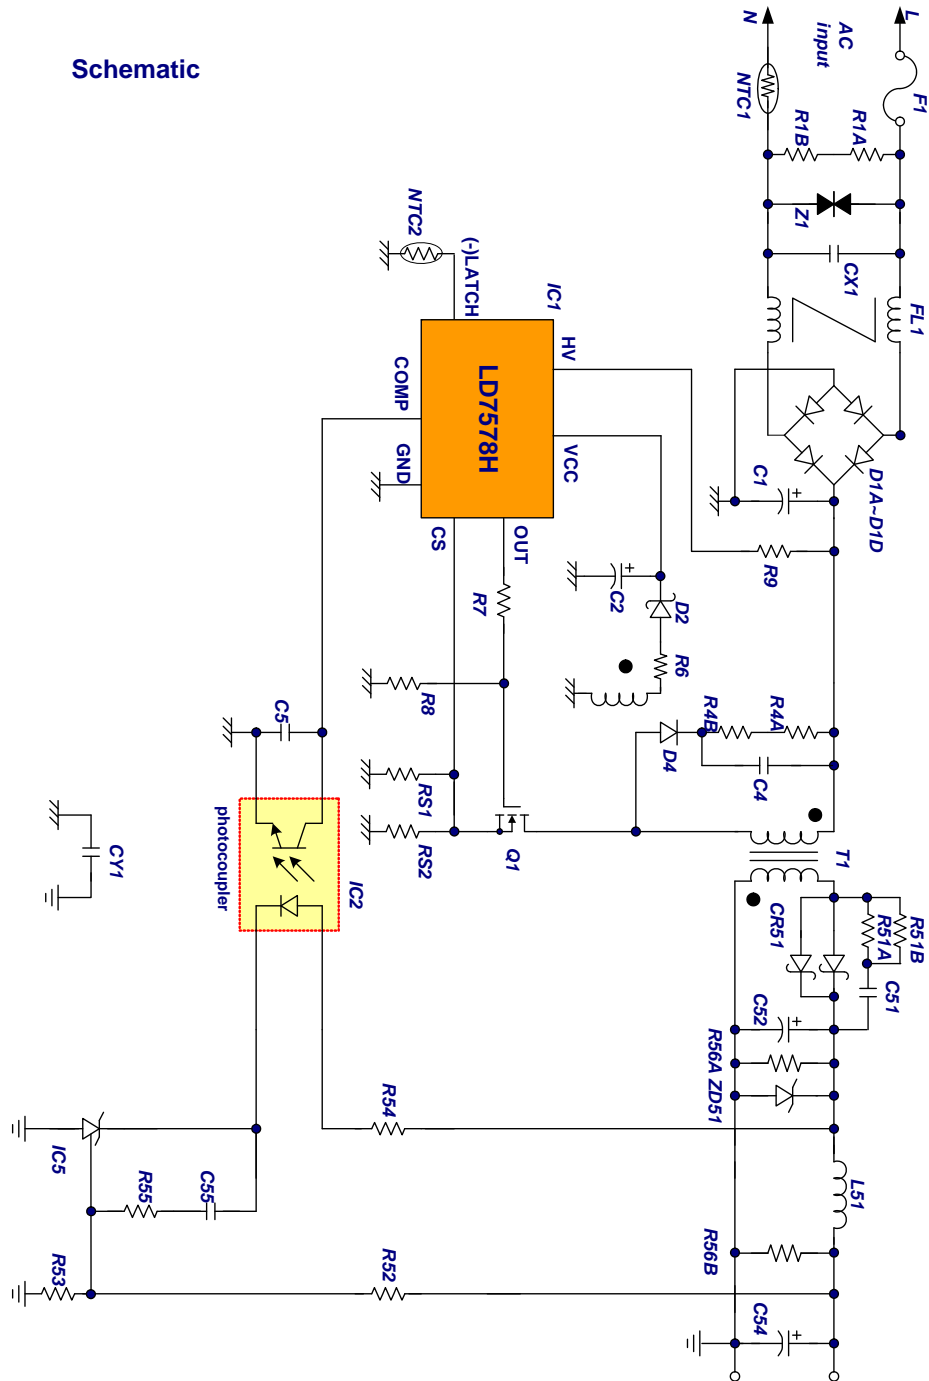 Schematic
N
L
AC
input
F1
NTC1
R1B
R1A
Z1
CX1
FL1
NTC2
(-)LATCH
IC1
HV
COMP
LD7578H
GND
VCC
CS
OUT
C1
D1A~D1D
R9
C2
D2
R6
R7
R8
R4B
R4A
D4
C4
C5
RS1
RS2
Q1
T1
photocoupler
IC2
CY1
CR51
R51A
R51B
C51
C52
R56A
ZD51
R54
L51
IC5
R55
C55
R56B
R53
R52
C54
+
+
+
+